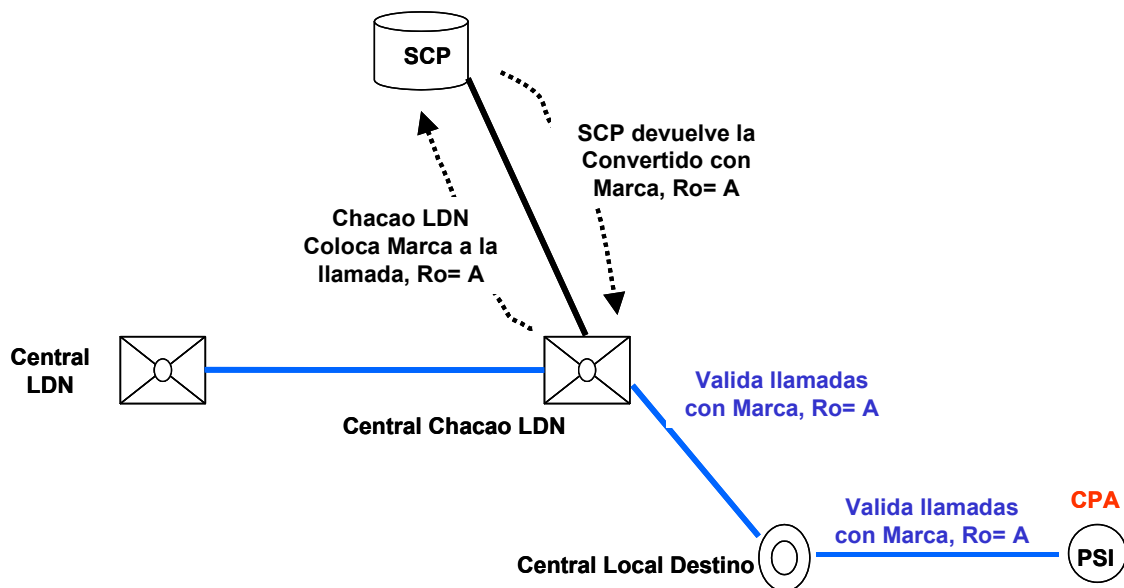 SCP
SCP devuelve la
Convertido con
Marca, Ro= A
Chacao LDN
Coloca Marca a la
llamada, Ro= A
Central
LDN
Central Chacao LDN
Valida llamadas
con Marca, Ro= A
Central Local Destino
Valida llamadas
con Marca, Ro= A
CPA
PSI